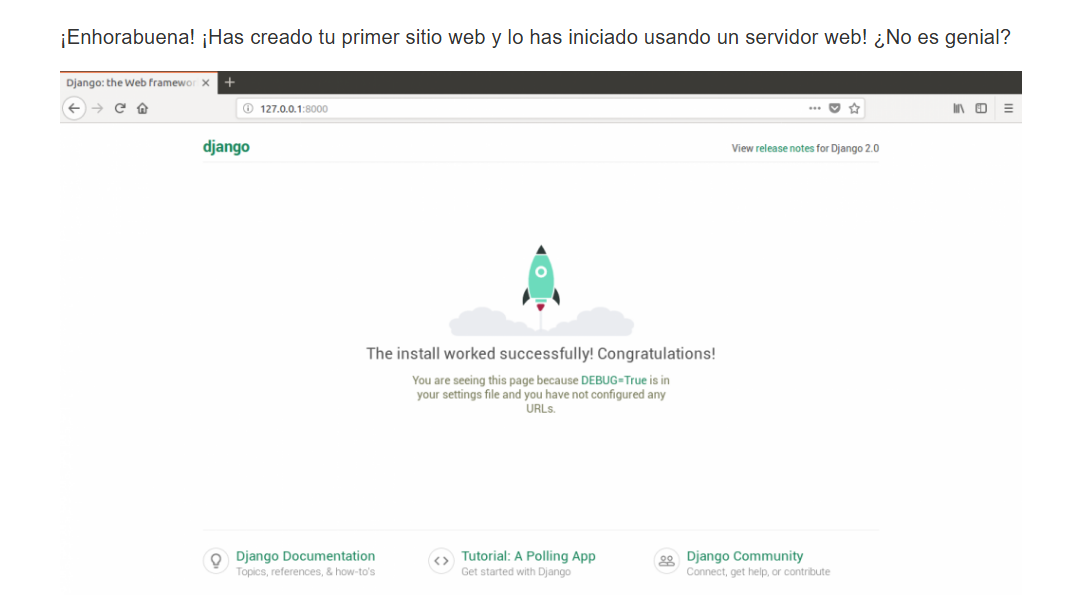 ¡Enhorabuena! ¡Has creado tu primer sitio web y lo has iniciado usando un servidor web! ¿No es genial?
Django: the Web framewor
127.0.0.1:8000
django
View release notes for Django 2.0
The install worked successfully! Congratulations!
You are seeing this page because DEBUG=True is in
your settings file and you have not configured any
URLs.
Django Documentation
Topics, references, & how-to's
Tutorial: A Polling App
Get started with Django
Django Community
Connect, get help, or contribute